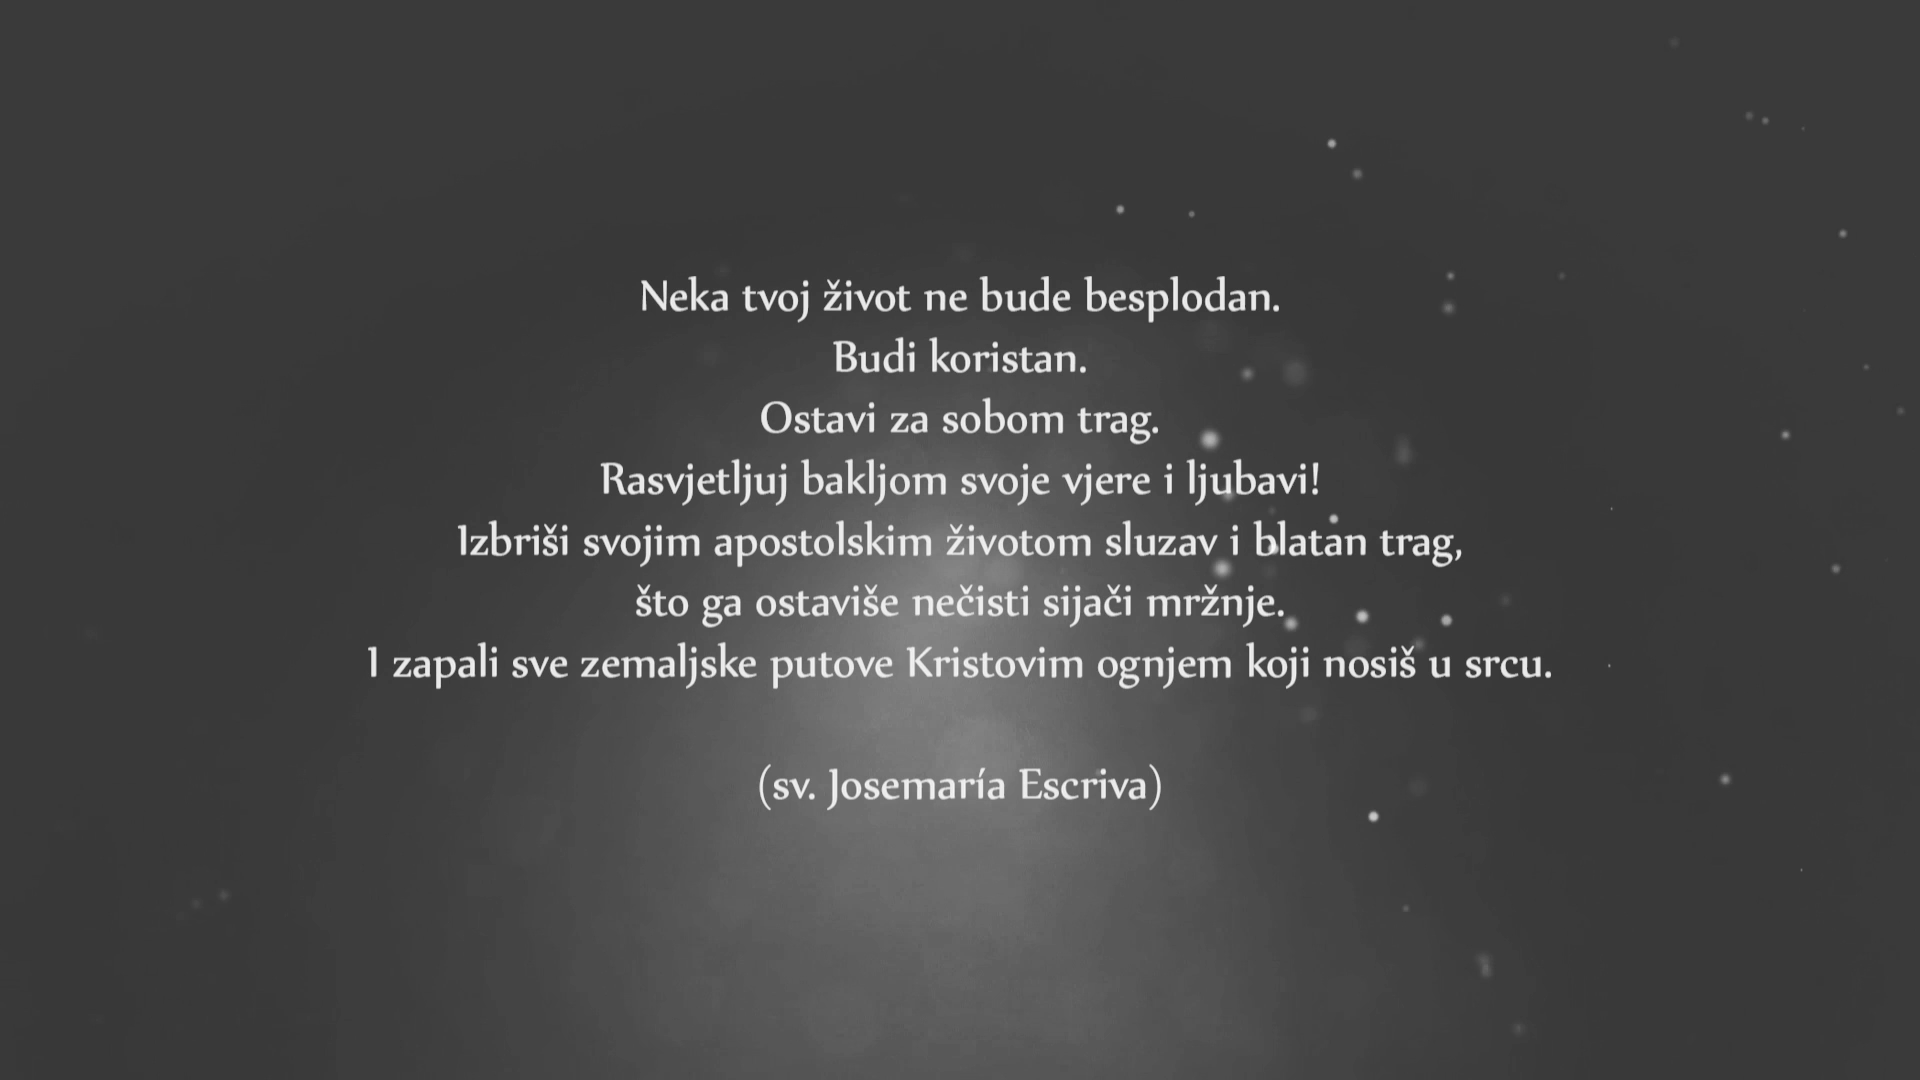 Neka tvoj život ne bude besplodan.
Budi koristan.
Ostavi za sobom trag.
Rasvjetljuj bakljom svoje vjere i ljubavi!
Izbriši svojim apostolskim životom sluzav i blatan trag,
što ga ostaviše nečisti sijači mržnje.
I zapali sve zemaljske putove Kristovim ognjem koji nosiš u srcu.
(sv. Josemaría Escriva)